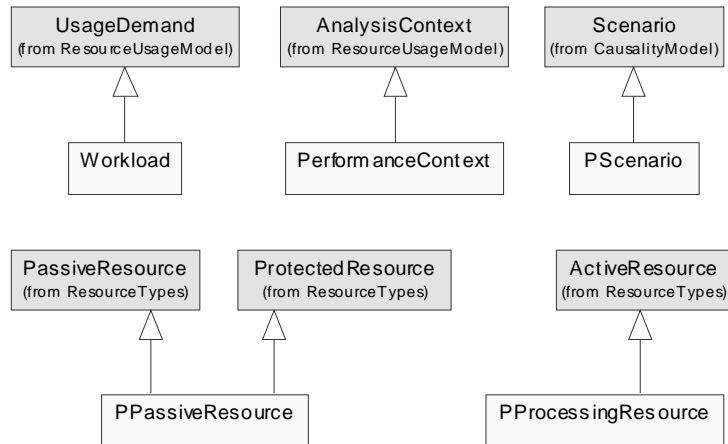 UsageDemand
(from ResourceUsageModel)
AnalysisContext
(from ResourceUsageModel)
Scenario
(from CausalityModel)
Workload
PerformanceContext
PScenario
PassiveResource
(from ResourceTypes)
ProtectedResource
(from ResourceTypes)
ActiveResource
(from ResourceTypes)
PPassiveResource
PProcessingResource